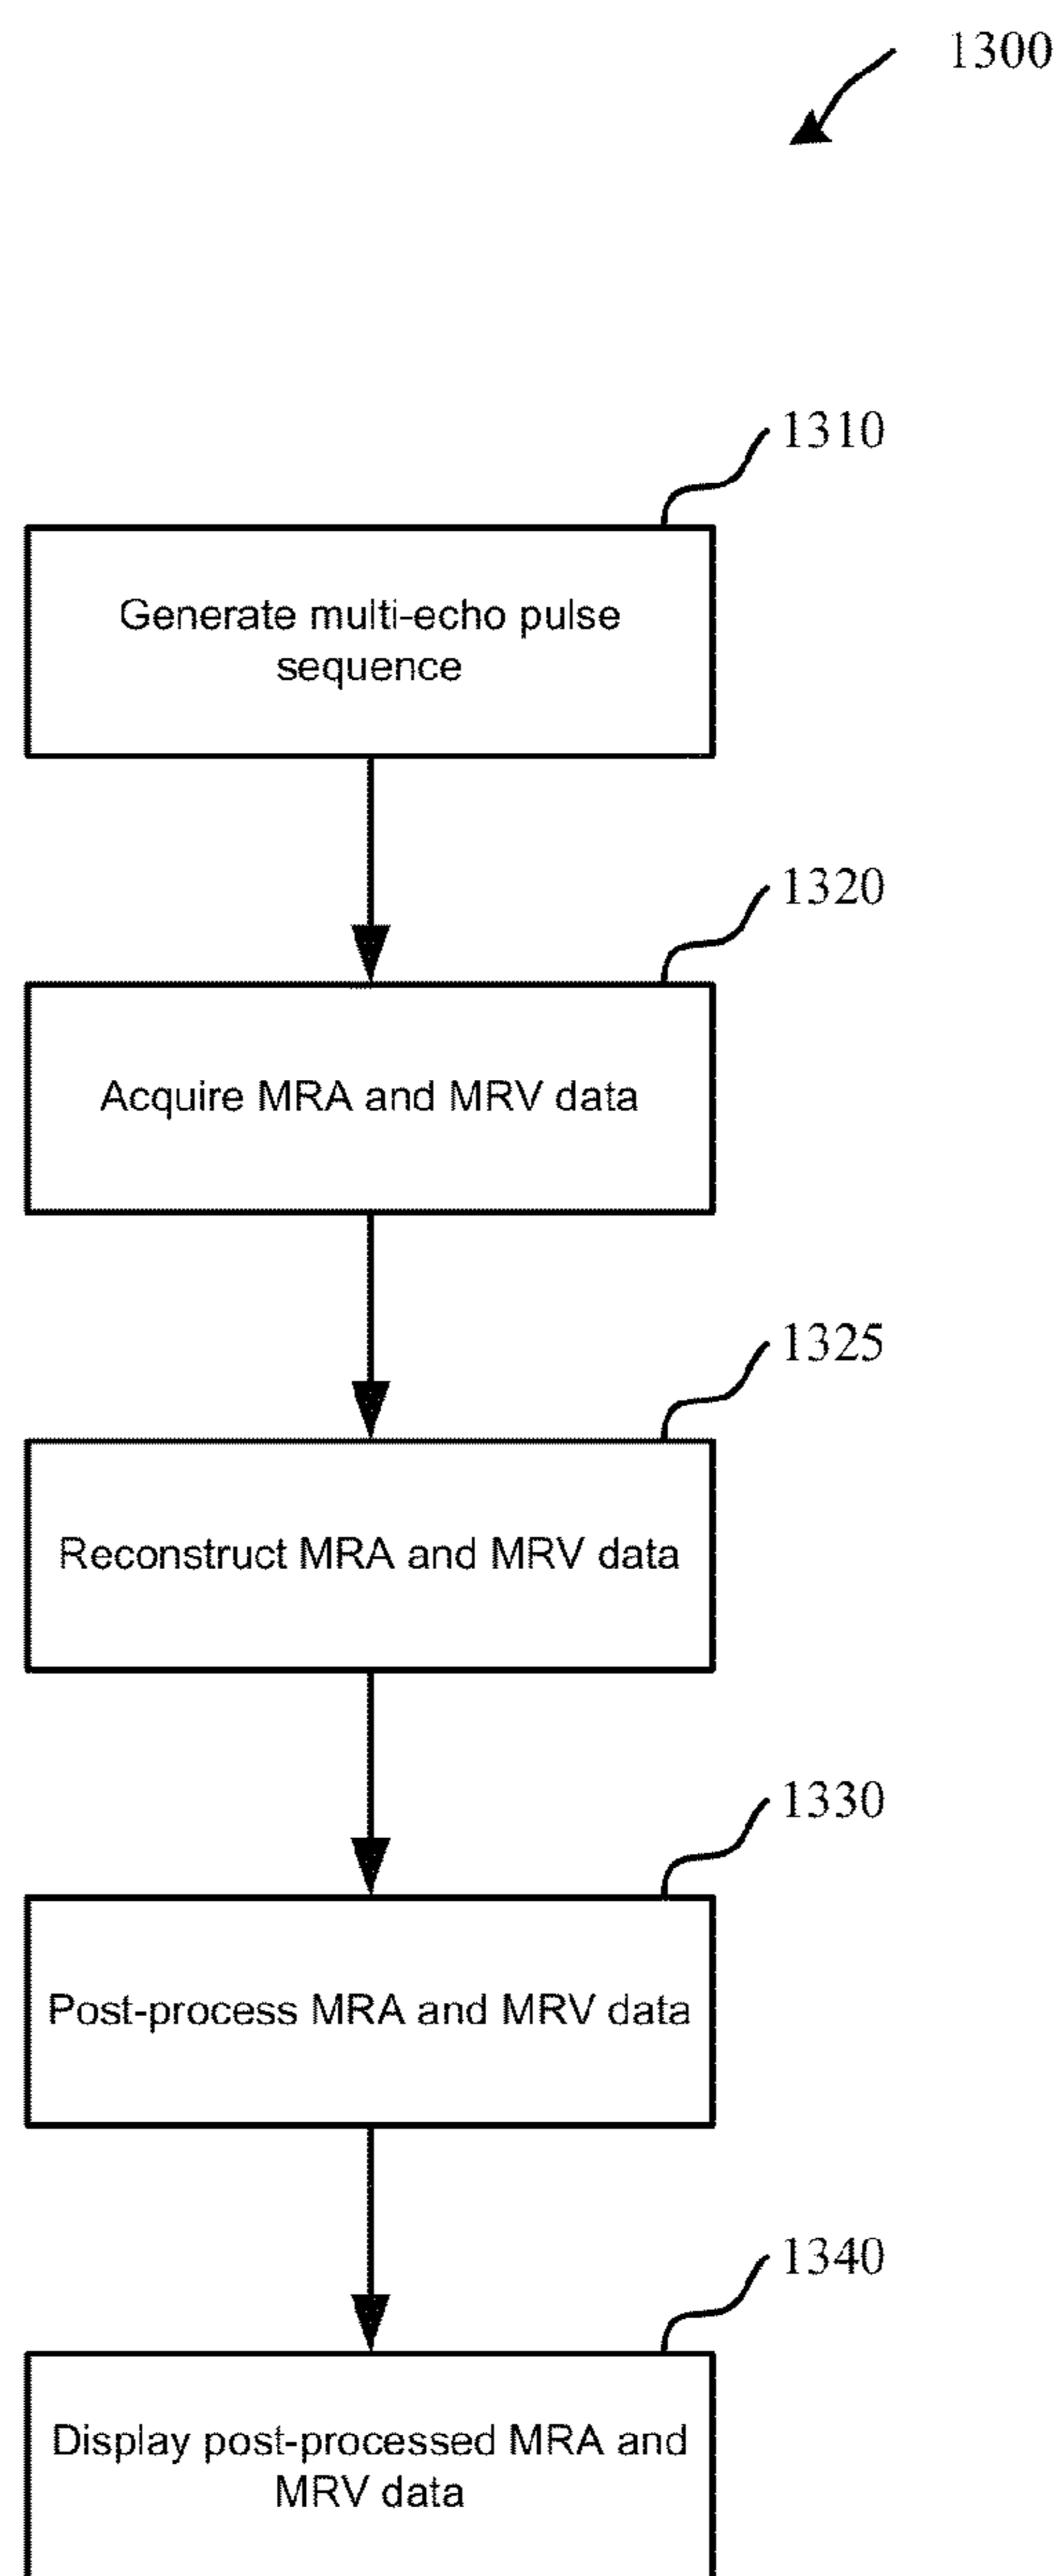 1300
1310
Generate multi-echo pulse
sequence
1320
Acquire MRA and MRV data
1325
Reconstruct MRA and MRV data
1330
Post-process MRA and MRV data
1340
Display post-processed MRA and
MRV data